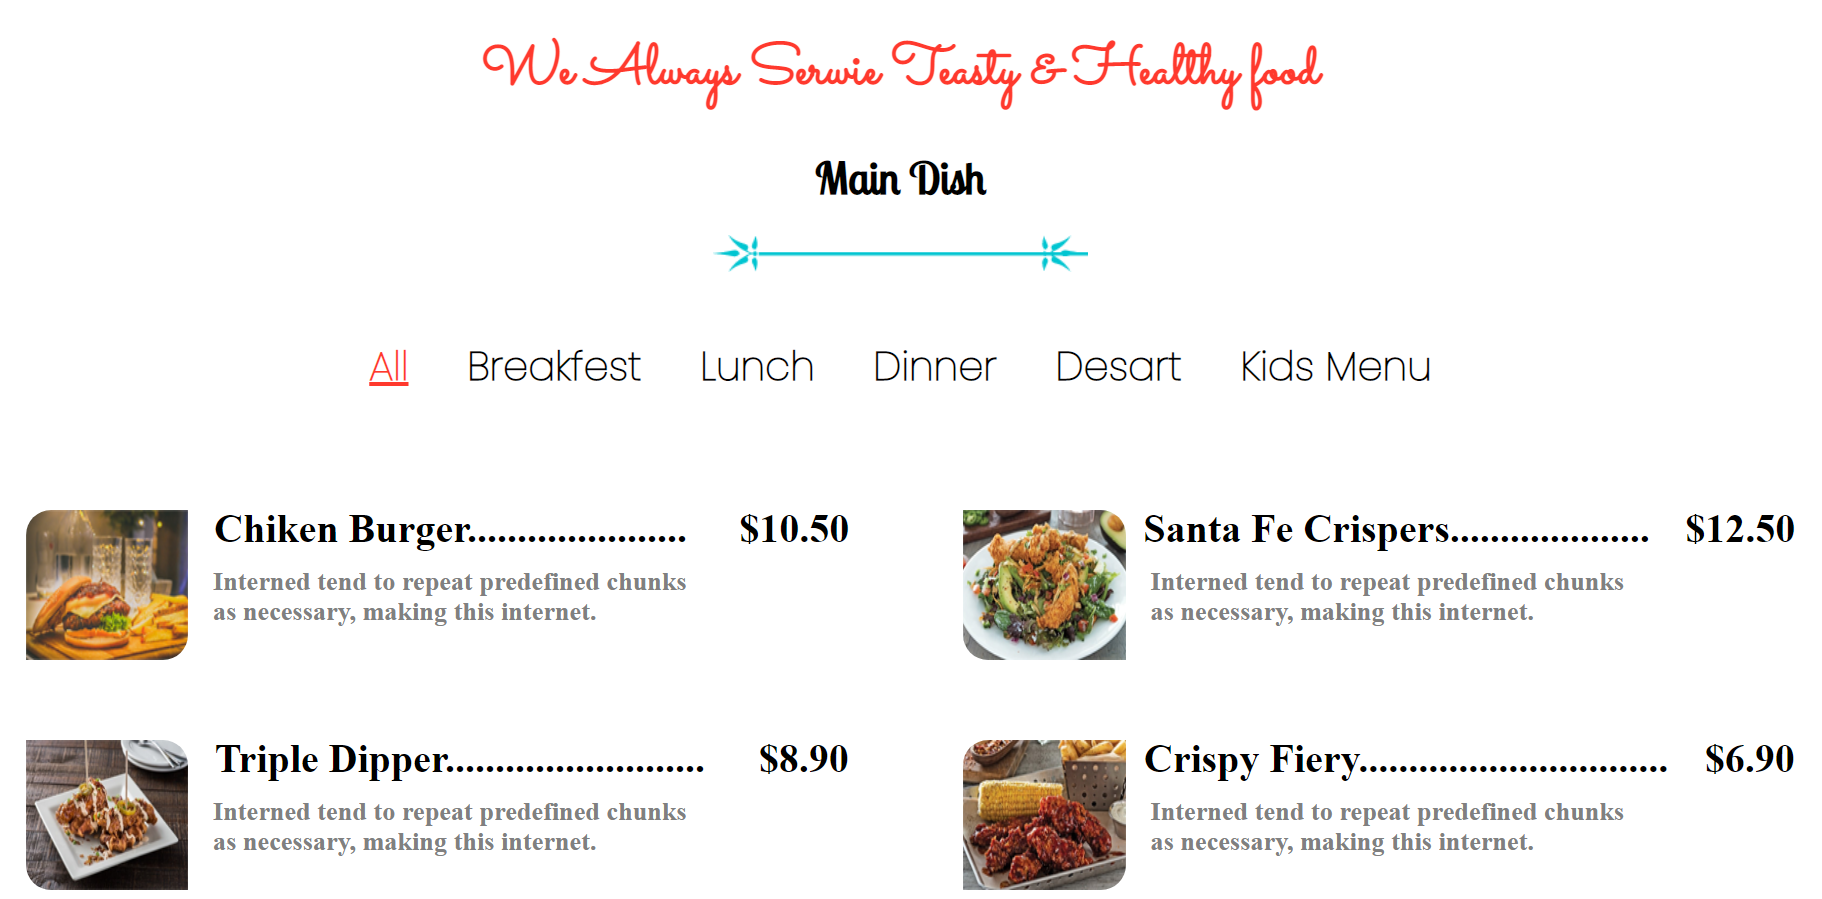 We Always Serwie Teasty & Healthy food
Main Dish
All Breakfest Lunch Dinner Desart Kids Menu
Chiken Burger...................... $10.50
Interned tend to repeat predefined chunks
as necessary, making this internet.
Santa Fe Crispers.................... $12.50
Interned tend to repeat predefined chunks
as necessary, making this internet.
Triple Dipper.......................... $8.90
Interned tend to repeat predefined chunks
as necessary, making this internet.
Crispy Fiery............................... $6.90
Interned tend to repeat predefined chunks
as necessary, making this internet.